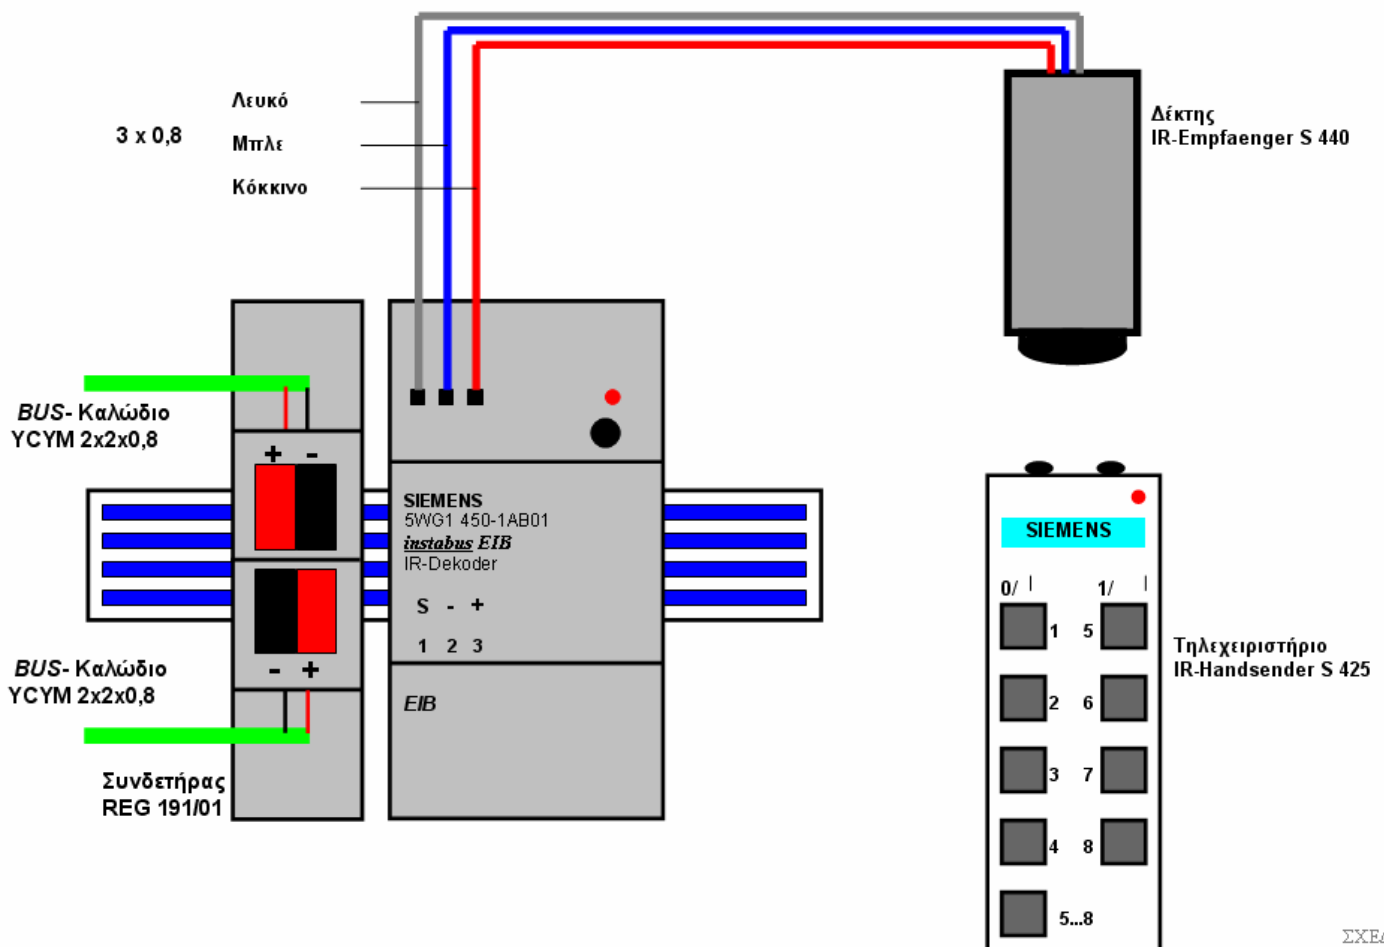 Λευκό
3 x 0,8
Μπλε
Κόκκινο
Δέκτης
IR-Empfaenger S 440
BUS- Καλώδιο
YCYM 2x2x0,8
+ -
SIEMENS
5WG1 450-1AB01
instabus EIB
IR-Dekoder
S - +
1 2 3
EIB
- +
BUS- Καλώδιο
YCYM 2x2x0,8
Συνδετήρας
REG 191/01
SIEMENS
0/ | 1/ |
1 5
2 6
3 7
4 8
5...8
Τηλεχειριστήριο
IR-Handsender S 425